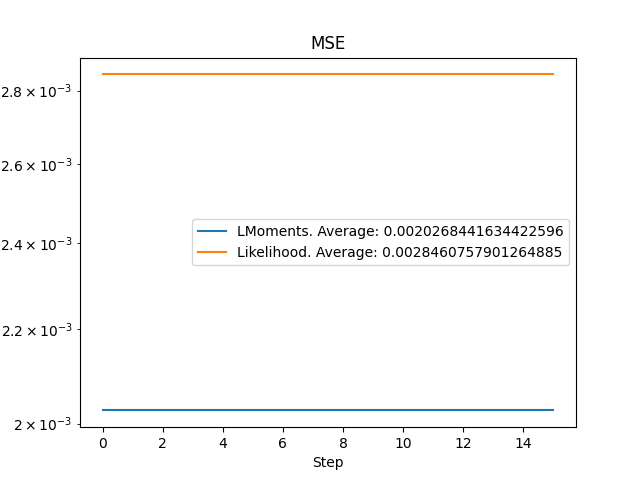 MSE
2.8 × 10⁻³
2.6 × 10⁻³
2.4 × 10⁻³
2.2 × 10⁻³
2 × 10⁻³
LMoments. Average: 0.0020268441634422596
Likelihood. Average: 0.0028460757901264885
0 2 4 6 8 10 12 14
Step